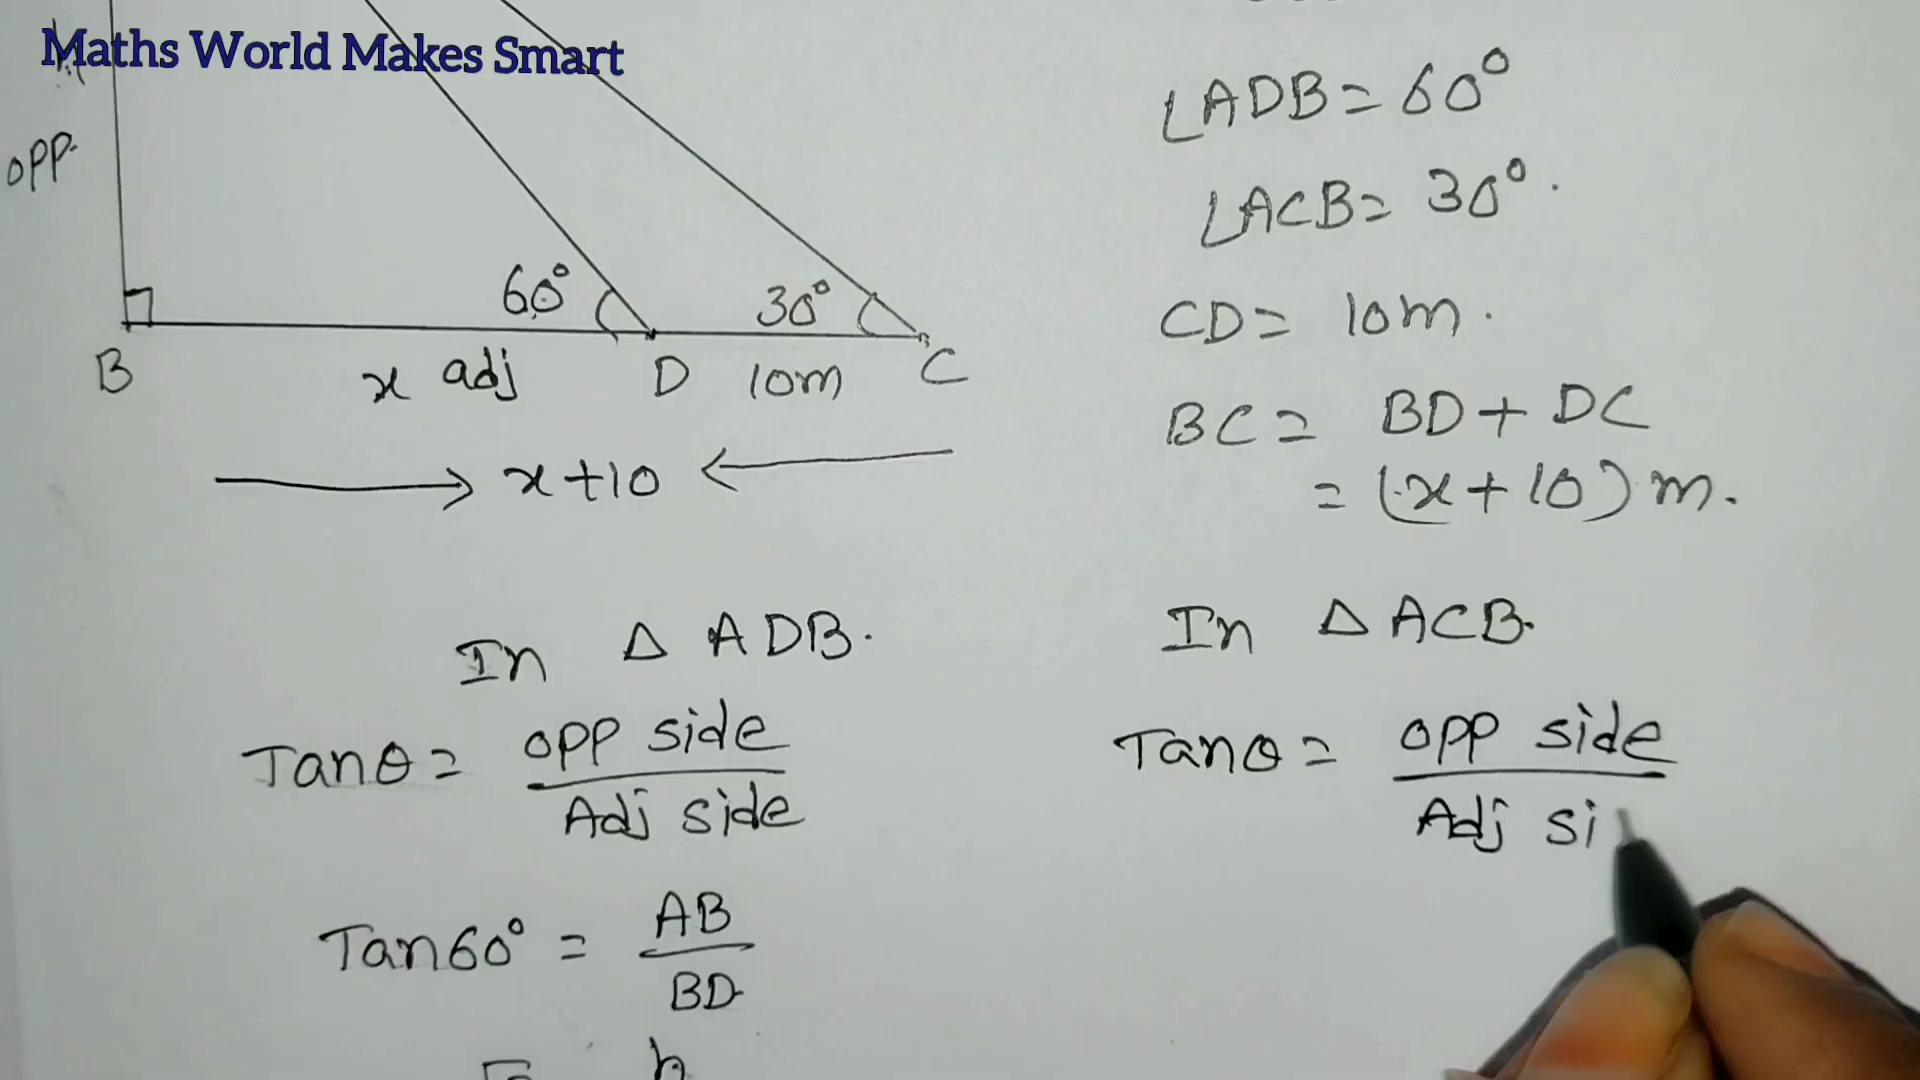 Maths World Makes Smart
opp.
60°
30°
B
x adj
D
10m
C
x+10
∠ADB = 60°
∠ACB = 30°.
CD = 10m.
BC = BD + DC
= (x + 10) m.
In △ ADB.
Tanθ = opp side
Adj side
Tan60° = AB
BD
h
In △ ACB.
Tanθ = opp side
Adj si